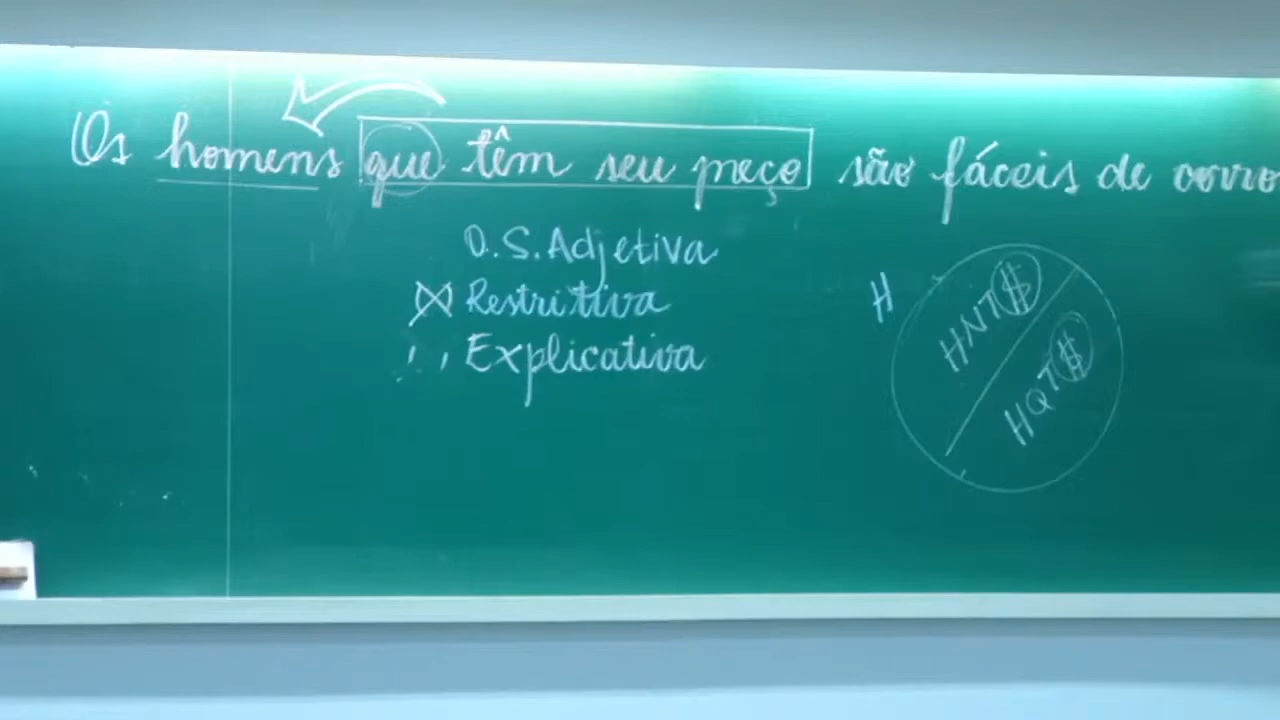 Os homens que têm seu preço são fáceis de corro
O.S.Adjetiva
(X) Restritiva
( ) Explicativa
H
HNT$
HQT$